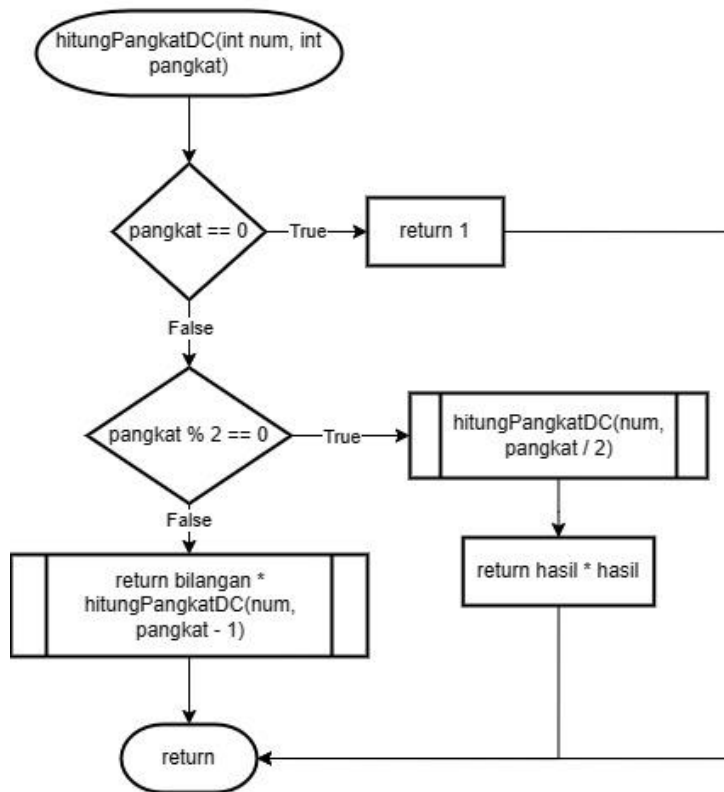 hitungPangkatDC(int num, int
pangkat)
pangkat == 0
True
return 1
False
pangkat % 2 == 0
True
hitungPangkatDC(num,
pangkat / 2)
False
return bilangan *
hitungPangkatDC(num,
pangkat - 1)
return hasil * hasil
return